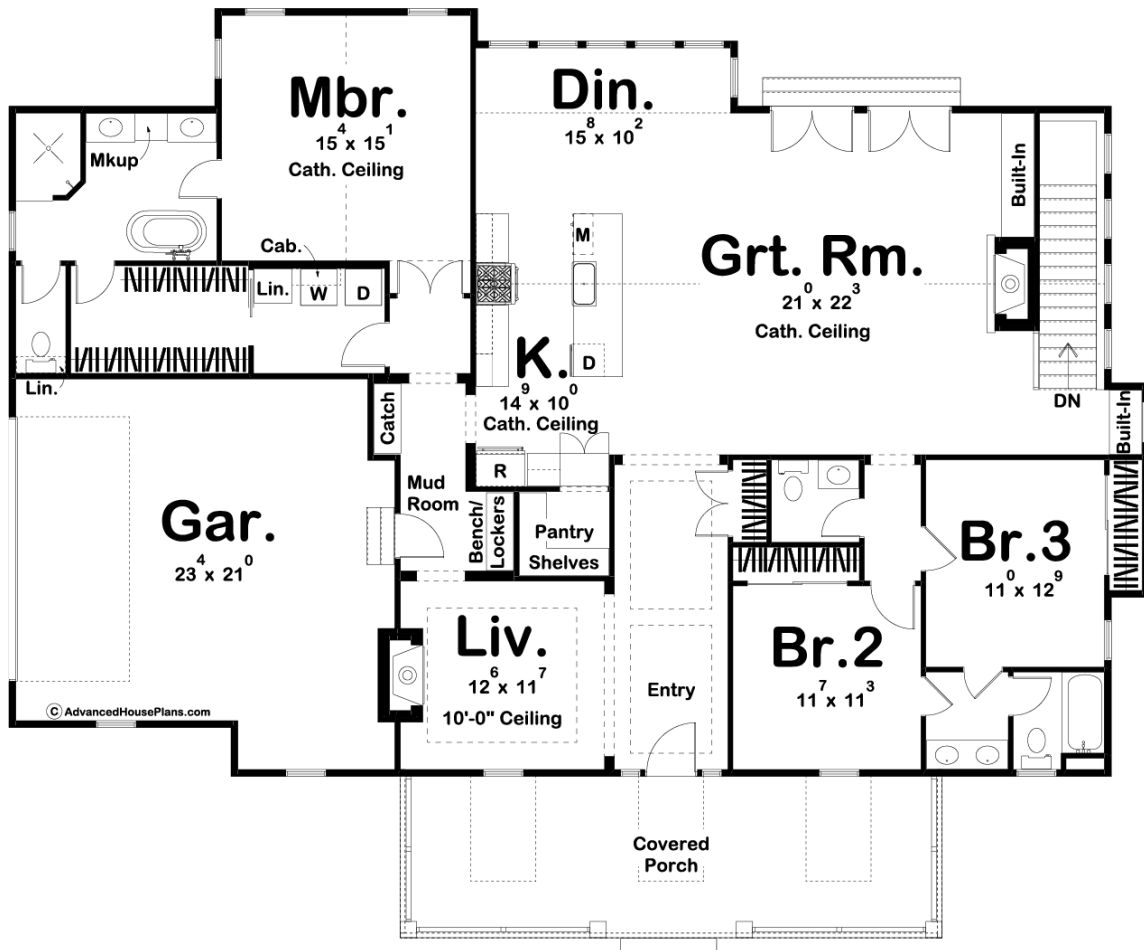 Mbr.
15⁴ x 15¹
Cath. Ceiling
Din.
15⁸ x 10²
Mkup
Built-In
Cab.
M
Grt. Rm.
21⁰ x 22³
Cath. Ceiling
Lin.
W
D
K.
14⁹ x 10⁰
Cath. Ceiling
D
Lin.
DN
Catch
Built-In
R
Mud
Room
Bench/
Lockers
Pantry
Shelves
Gar.
23⁴ x 21⁰
Br.3
11⁰ x 12⁹
Liv.
12⁶ x 11⁷
10'-0" Ceiling
Br.2
11⁷ x 11³
Entry
© AdvancedHousePlans.com
Covered
Porch